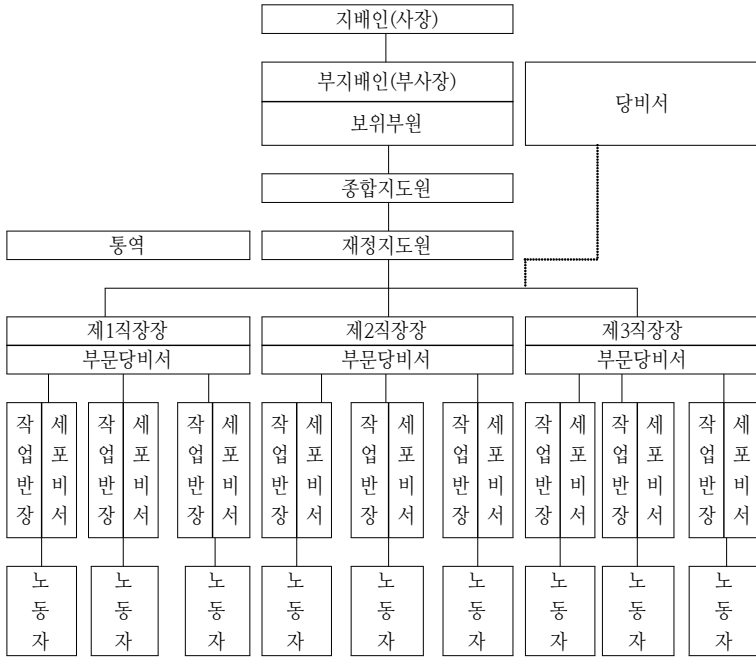 지배인(사장)
부지배인(부사장)
당비서
보위부원
종합지도원
통역
재정지도원
제1직장장
제2직장장
제3직장장
부문당비서
부문당비서
부문당비서
작업반장
세포비서
작업반장
세포비서
작업반장
세포비서
작업반장
세포비서
작업반장
세포비서
작업반장
세포비서
작업반장
세포비서
작업반장
세포비서
작업반장
세포비서
노동자
노동자
노동자
노동자
노동자
노동자
노동자
노동자
노동자